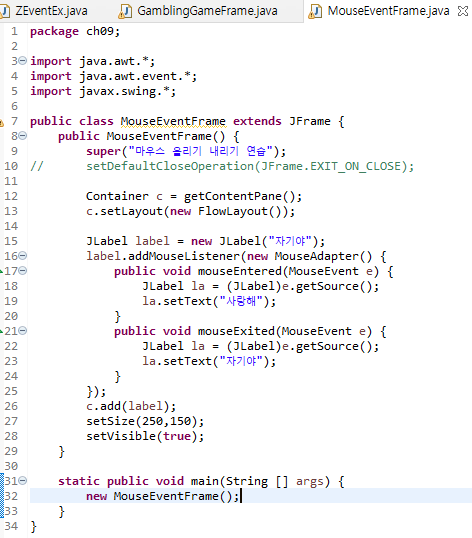 ZEventEx.java GamblingGameFrame.java MouseEventFrame.java
1 package ch09;
2
3 import java.awt.*;
4 import java.awt.event.*;
5 import javax.swing.*;
6
7 public class MouseEventFrame extends JFrame {
8 public MouseEventFrame() {
9 super("마우스 올리기 내리기 연습");
10 // setDefaultCloseOperation(JFrame.EXIT_ON_CLOSE);
11
12 Container c = getContentPane();
13 c.setLayout(new FlowLayout());
14
15 JLabel label = new JLabel("자기야");
16 label.addMouseListener(new MouseAdapter() {
17 public void mouseEntered(MouseEvent e) {
18 JLabel la = (JLabel)e.getSource();
19 la.setText("사랑해");
20 }
21 public void mouseExited(MouseEvent e) {
22 JLabel la = (JLabel)e.getSource();
23 la.setText("자기야");
24 }
25 });
26 c.add(label);
27 setSize(250,150);
28 setVisible(true);
29 }
30
31 static public void main(String [] args) {
32 new MouseEventFrame();
33 }
34 }